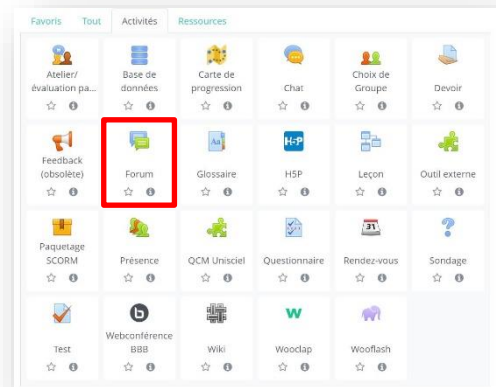 Favoris Tout Activités Ressources
Atelier/
évaluation pa...
Base de
données
Carte de
progression
Chat
Choix de
Groupe
Devoir
Feedback
(obsolète)
Forum
Aa
Glossaire
H5P
H5P
Leçon
Outil externe
Paquetage
SCORM
Présence
QCM Unisciel
Questionnaire
31
Rendez-vous
?
Sondage
Test
b
Webconférence
BBB
Wiki
W
Wooclap
Wooflash